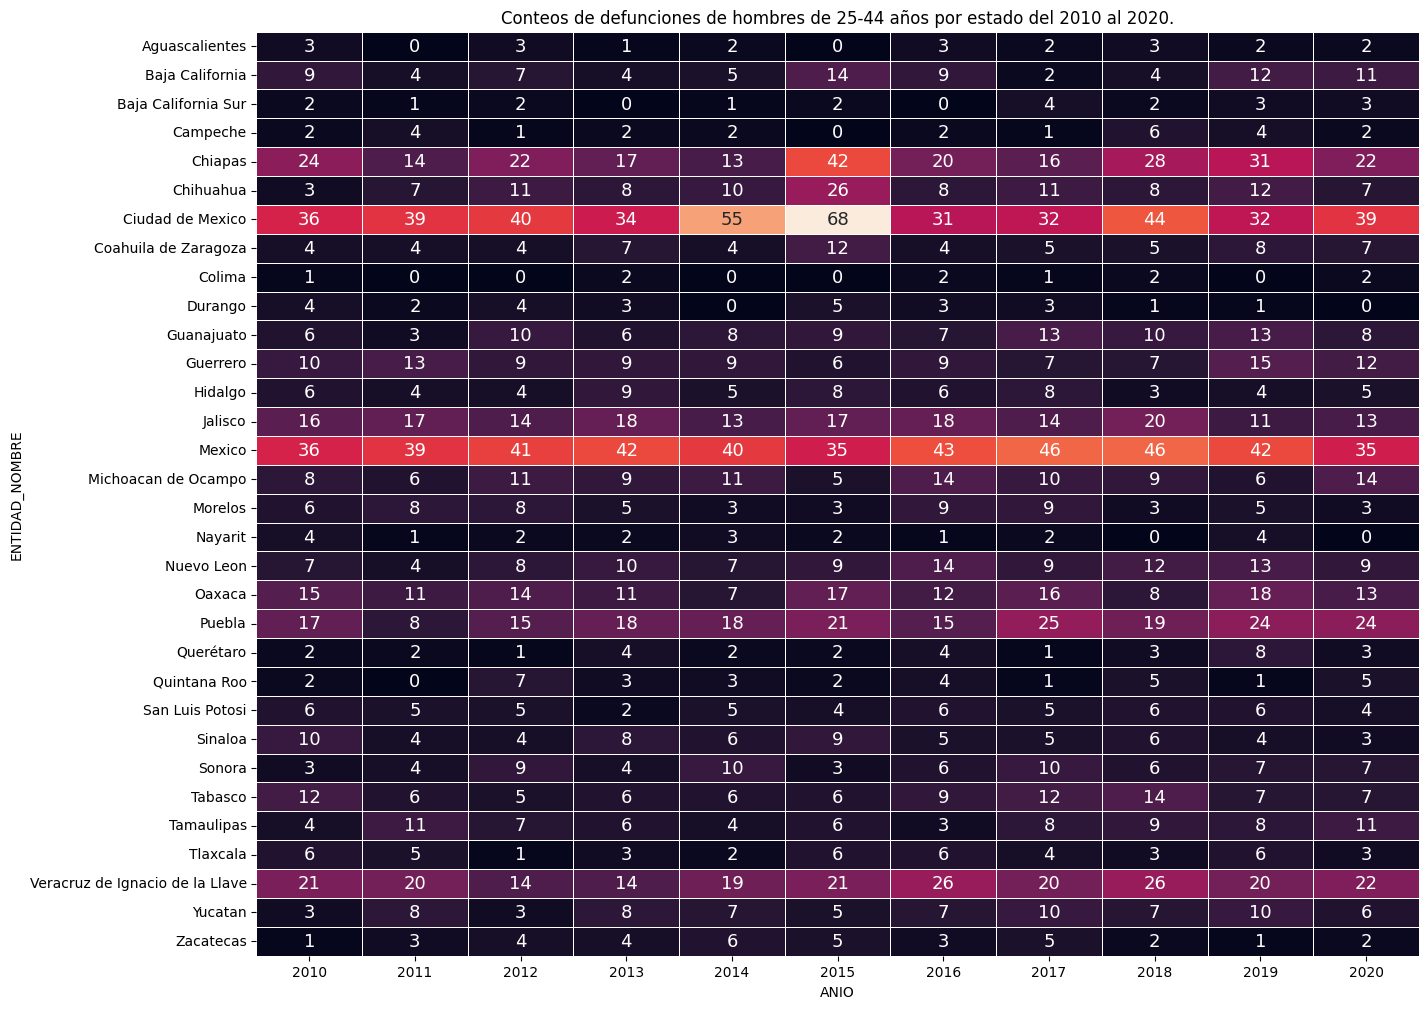 Conteos de defunciones de hombres de 25-44 años por estado del 2010 al 2020.
ENTIDAD_NOMBRE
Aguascalientes 3 0 3 1 2 0 3 2 3 2 2
Baja California 9 4 7 4 5 14 9 2 4 12 11
Baja California Sur 2 1 2 0 1 2 0 4 2 3 3
Campeche 2 4 1 2 2 0 2 1 6 4 2
Chiapas 24 14 22 17 13 42 20 16 28 31 22
Chihuahua 3 7 11 8 10 26 8 11 8 12 7
Ciudad de Mexico 36 39 40 34 55 68 31 32 44 32 39
Coahuila de Zaragoza 4 4 4 7 4 12 4 5 5 8 7
Colima 1 0 0 2 0 0 2 1 2 0 2
Durango 4 2 4 3 0 5 3 3 1 1 0
Guanajuato 6 3 10 6 8 9 7 13 10 13 8
Guerrero 10 13 9 9 9 6 9 7 7 15 12
Hidalgo 6 4 4 9 5 8 6 8 3 4 5
Jalisco 16 17 14 18 13 17 18 14 20 11 13
Mexico 36 39 41 42 40 35 43 46 46 42 35
Michoacan de Ocampo 8 6 11 9 11 5 14 10 9 6 14
Morelos 6 8 8 5 3 3 9 9 3 5 3
Nayarit 4 1 2 2 3 2 1 2 0 4 0
Nuevo Leon 7 4 8 10 7 9 14 9 12 13 9
Oaxaca 15 11 14 11 7 17 12 16 8 18 13
Puebla 17 8 15 18 18 21 15 25 19 24 24
Querétaro 2 2 1 4 2 2 4 1 3 8 3
Quintana Roo 2 0 7 3 3 2 4 1 5 1 5
San Luis Potosi 6 5 5 2 5 4 6 5 6 6 4
Sinaloa 10 4 4 8 6 9 5 5 6 4 3
Sonora 3 4 9 4 10 3 6 10 6 7 7
Tabasco 12 6 5 6 6 6 9 12 14 7 7
Tamaulipas 4 11 7 6 4 6 3 8 9 8 11
Tlaxcala 6 5 1 3 2 6 6 4 3 6 3
Veracruz de Ignacio de la Llave 21 20 14 14 19 21 26 20 26 20 22
Yucatan 3 8 3 8 7 5 7 10 7 10 6
Zacatecas 1 3 4 4 6 5 3 5 2 1 2
2010 2011 2012 2013 2014 2015 2016 2017 2018 2019 2020
ANIO